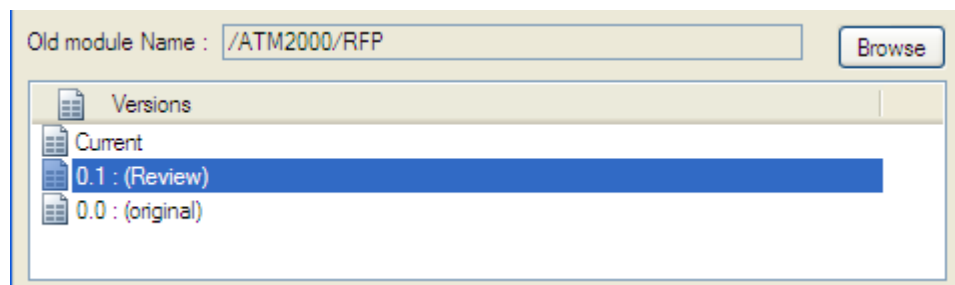 Old module Name : /ATM2000/RFP Browse
Versions
Current
0.1 : (Review)
0.0 : (original)